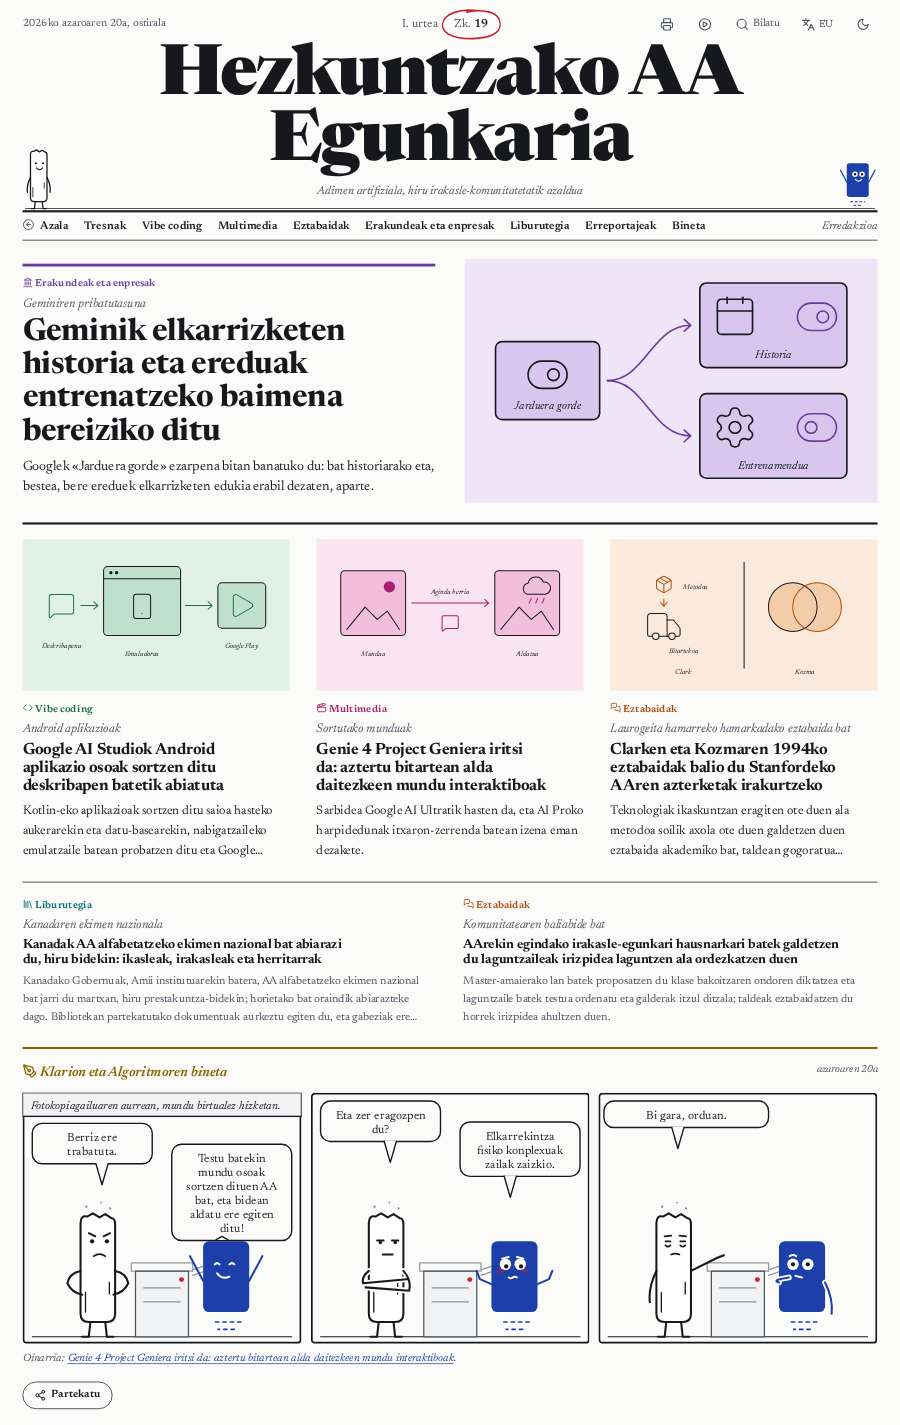 2026ko azaroaren 20a, ostirala
I. urtea Zk. 19
Bilatu
EU
Hezkuntzako AA
Egunkaria
Adimen artifiziala, hiru irakasle-komunitatetatik azaldua
Azala Tresnak Vibe coding Multimedia Eztabaidak Erakundeak eta enpresak Liburutegia Erreportajeak Bineta Erredakzioa
Erakundeak eta enpresak
Geminiren pribatutasuna
Geminik elkarrizketen
historia eta ereduak
entrenatzeko baimena
bereiziko ditu
Googlek «Jarduera gorde» ezarpena bitan banatuko du: bat historiarako eta,
bestea, bere ereduek elkarrizketen edukia erabil dezaten, aparte.
Jarduera gorde
Historia
Entrenamendua
Deskribapena
Emuladorea
Google Play
Vibe coding
Android aplikazioak
Google AI Studiok Android
aplikazio osoak sortzen ditu
deskribapen batetik abiatuta
Kotlin-eko aplikazioak sortzen ditu saioa hasteko
aukerarekin eta datu-basearekin, nabigatzaileko
emulatzaile batean probatzen ditu eta Google…
Mundua
Agindu berria
Aldatua
Multimedia
Sortutako munduak
Genie 4 Project Geniera iritsi
da: aztertu bitartean alda
daitezkeen mundu interaktiboak
Sarbidea Google AI Ultratik hasten da, eta AI Proko
harpidedunak itxaron-zerrenda batean izena eman
dezakete.
Metodoa
Bitartekoa
Clark
Kozma
Eztabaidak
Laurogeita hamarreko hamarkadako eztabaida bat
Clarken eta Kozmaren 1994ko
eztabaidak balio du Stanfordeko
AAren azterketak irakurtzeko
Teknologiak ikaskuntzan eragiten ote duen ala
metodoa soilik axola ote duen galdetzen duen
eztabaida akademiko bat, taldean gogoratua…
Liburutegia
Kanadaren ekimen nazionala
Kanadak AA alfabetatzeko ekimen nazional bat abiarazi
du, hiru bidekin: ikasleak, irakasleak eta herritarrak
Kanadako Gobernuak, Amii institutuarekin batera, AA alfabetatzeko ekimen nazional
bat jarri du martxan, hiru prestakuntza-bidekin; horietako bat oraindik abiarazteke
dago. Bibliotekan partekatutako dokumentuak aurkeztu egiten du, eta gabeziak ere…
Eztabaidak
Komunitatearen baliabide bat
AArekin egindako irakasle-egunkari hausnarkari batek galdetzen
du laguntzaileak irizpidea laguntzen ala ordezkatzen duen
Master-amaierako lan batek proposatzen du klase bakoitzaren ondoren diktatzea eta
laguntzaile batek testua ordenatu eta galderak itzul ditzala; taldeak eztabaidatzen du
horrek irizpidea ahultzen duen.
Klarion eta Algoritmoren bineta
azaroaren 20a
Fotokopiagailuaren aurrean, mundu birtualez hizketan.
Berriz ere
trabatuta.
Testu batekin
mundu osoak
sortzen dituen AA
bat, eta bidean
aldatu ere egiten
ditu!
Eta zer eragozpen
du?
Elkarrekintza
fisiko konplexuak
zailak zaizkio.
Bi gara, orduan.
Oinarria: Genie 4 Project Geniera iritsi da: aztertu bitartean alda daitezkeen mundu interaktiboak.
Partekatu